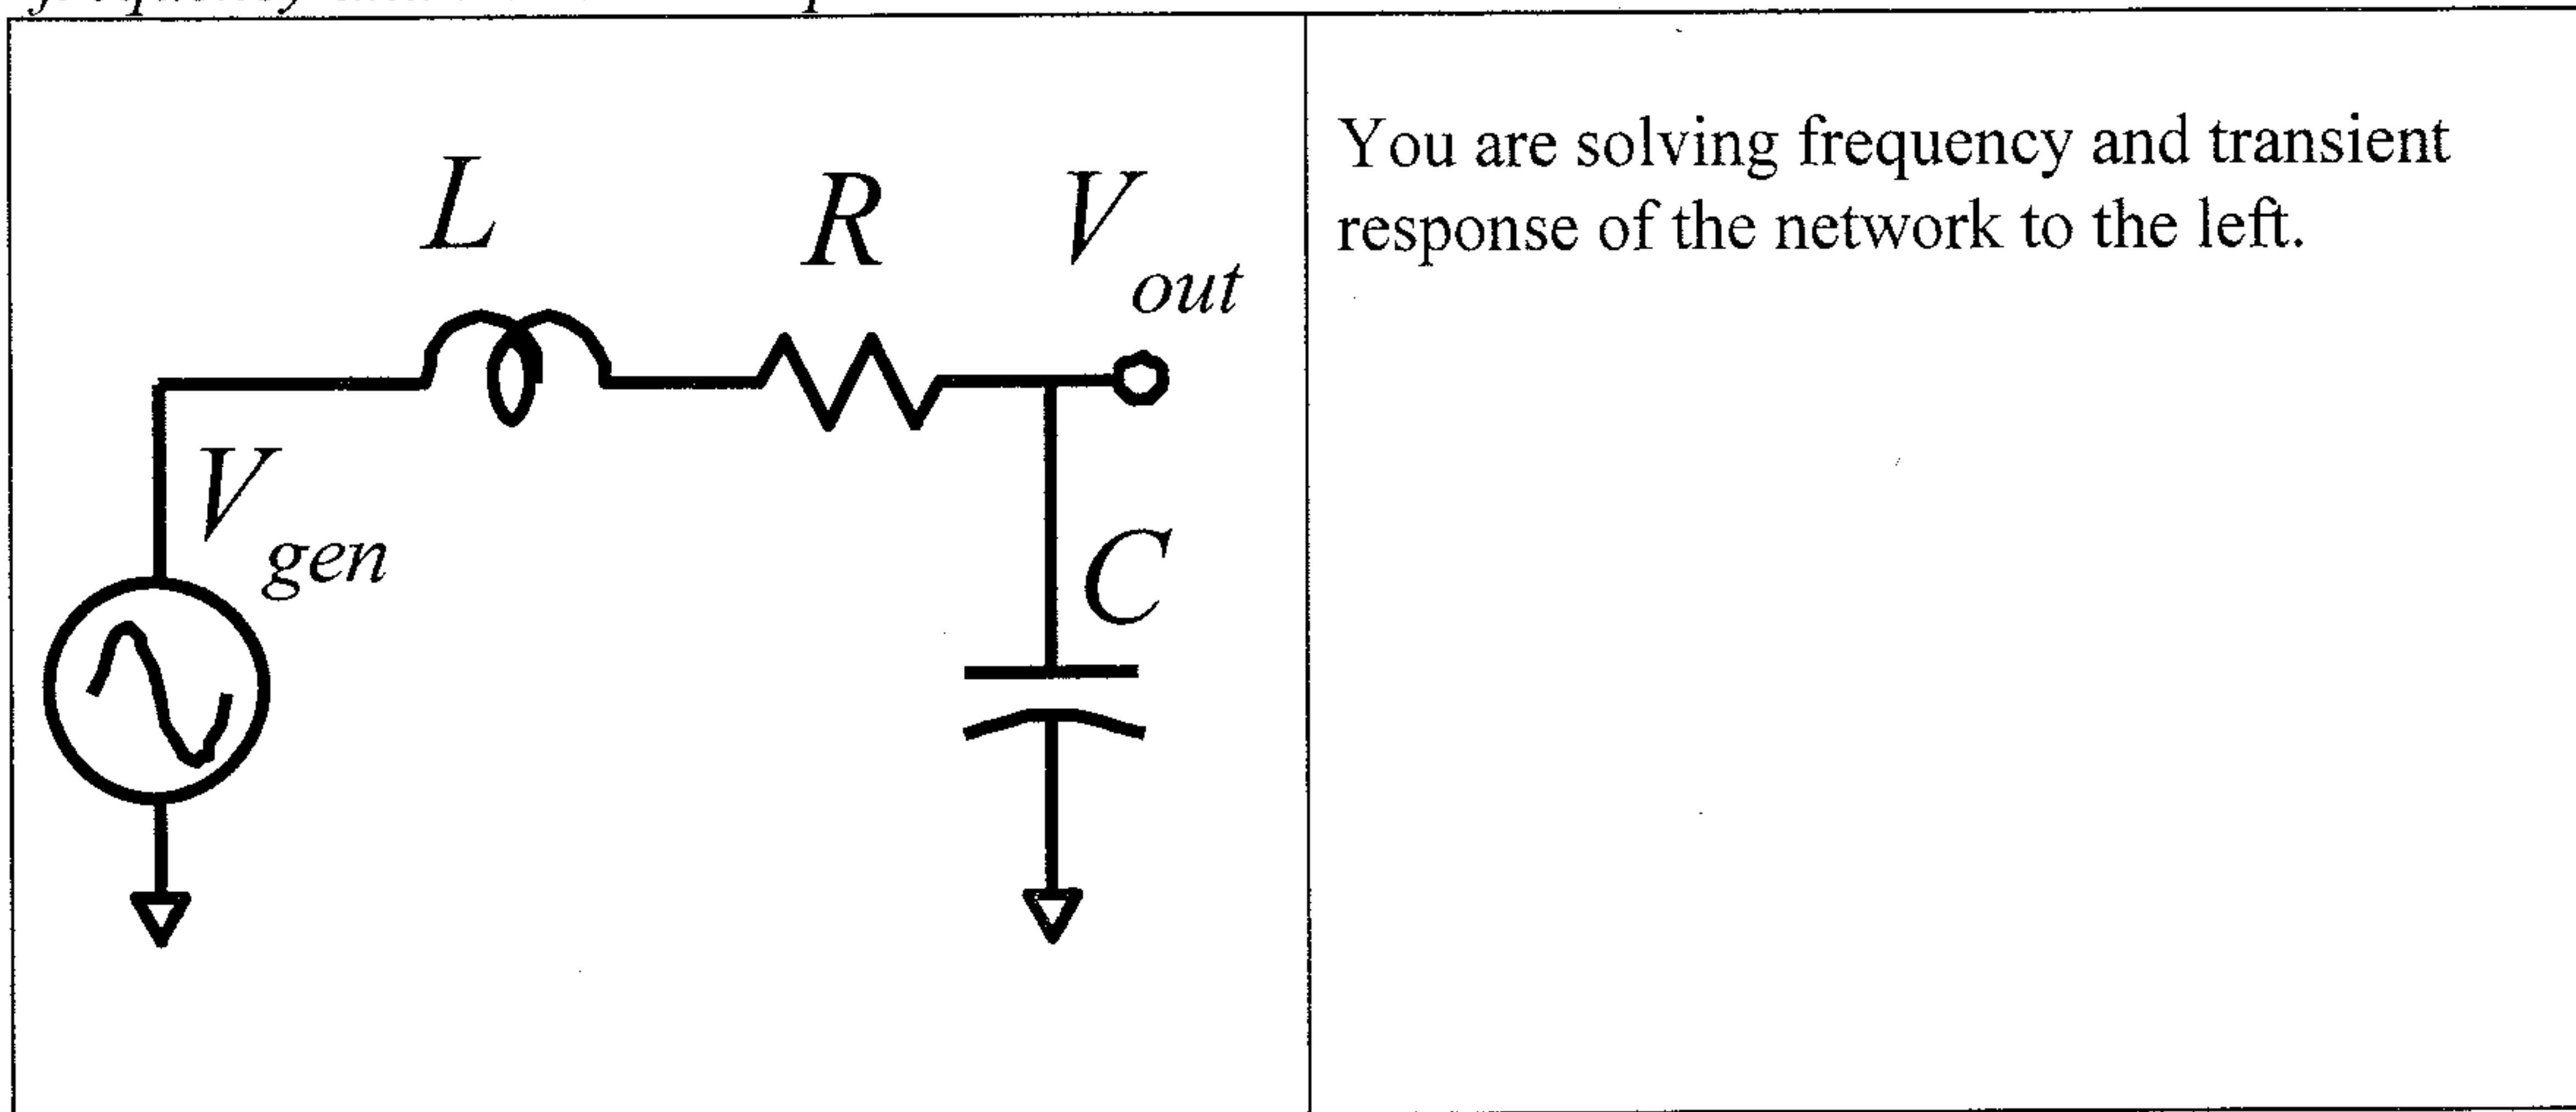 L R V
out
V
gen
C
You are solving frequency and transient
response of the network to the left.